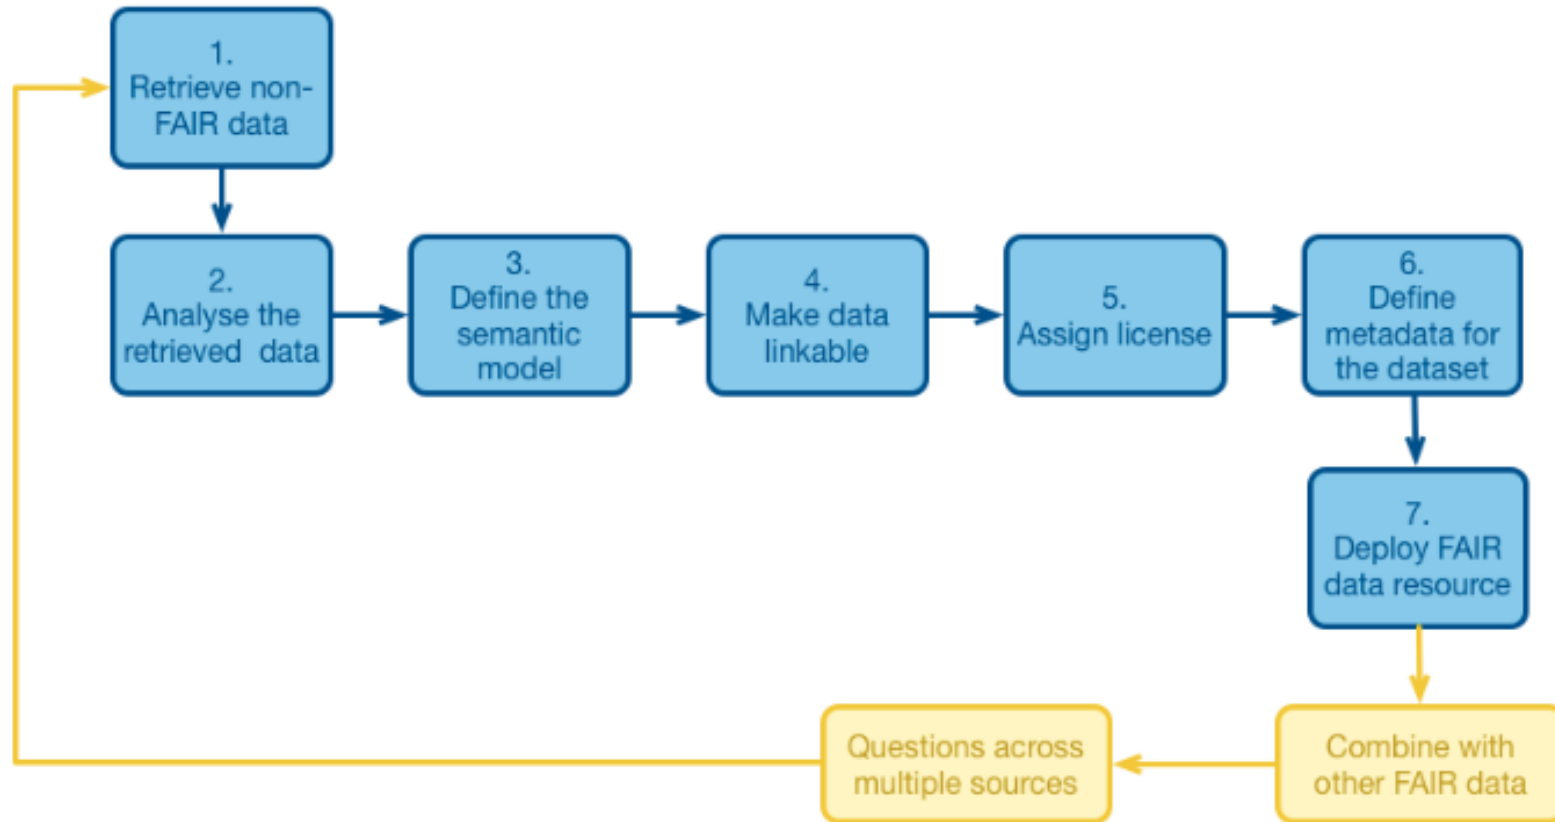 1.
Retrieve non-
FAIR data
2.
Analyse the
retrieved  data
3.
Define the
semantic
model
4.
Make data
linkable
5.
Assign license
6.
Define
metadata for
the dataset
7.
Deploy FAIR
data resource
Combine with
other FAIR data
Questions across
multiple sources